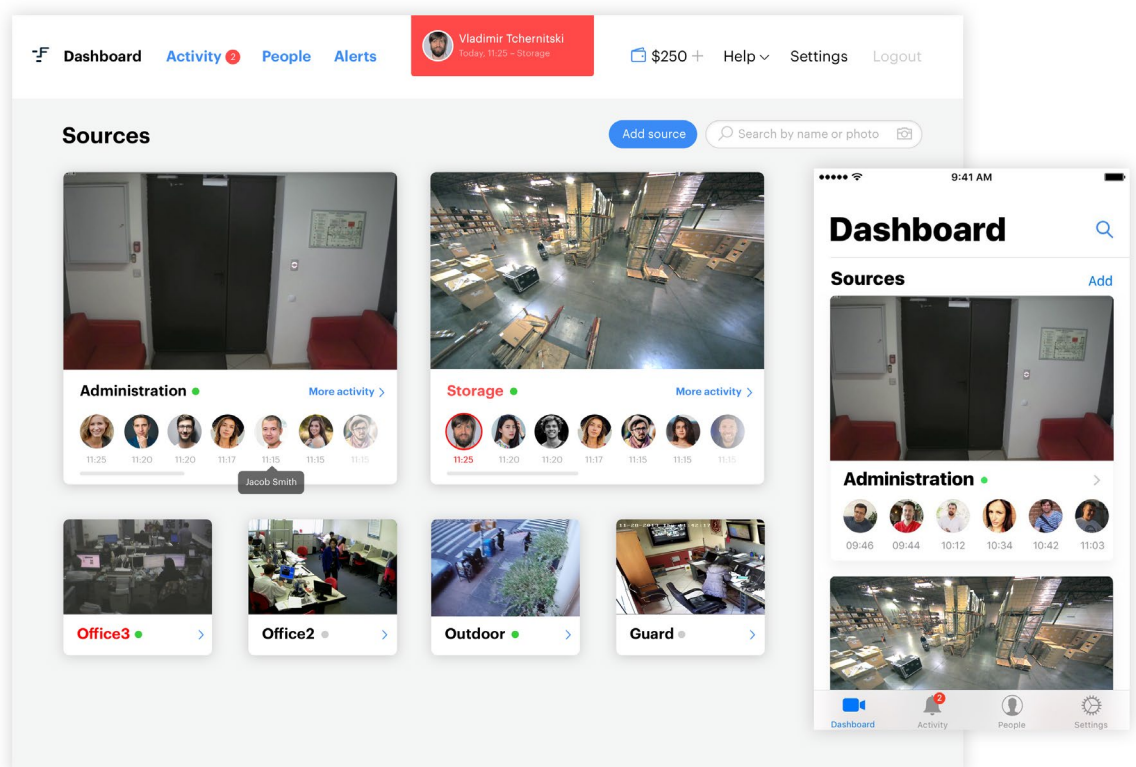 Dashboard Activity 2 People Alerts
Vladimir Tchernitski
Today, 11:25 – Storage
$250 + Help Settings Logout
Sources
Add source
Search by name or photo
Administration
More activity
11:25 11:20 11:20 11:17 11:15 11:15 11:15
Jacob Smith
Storage
More activity
11:25 11:20 11:20 11:17 11:15 11:15 11:15
Office3
Office2
Outdoor
Guard
9:41 AM
Dashboard
Sources
Add
Administration
09:46 09:44 10:12 10:34 10:42 11:03
2
Dashboard Activity People Settings